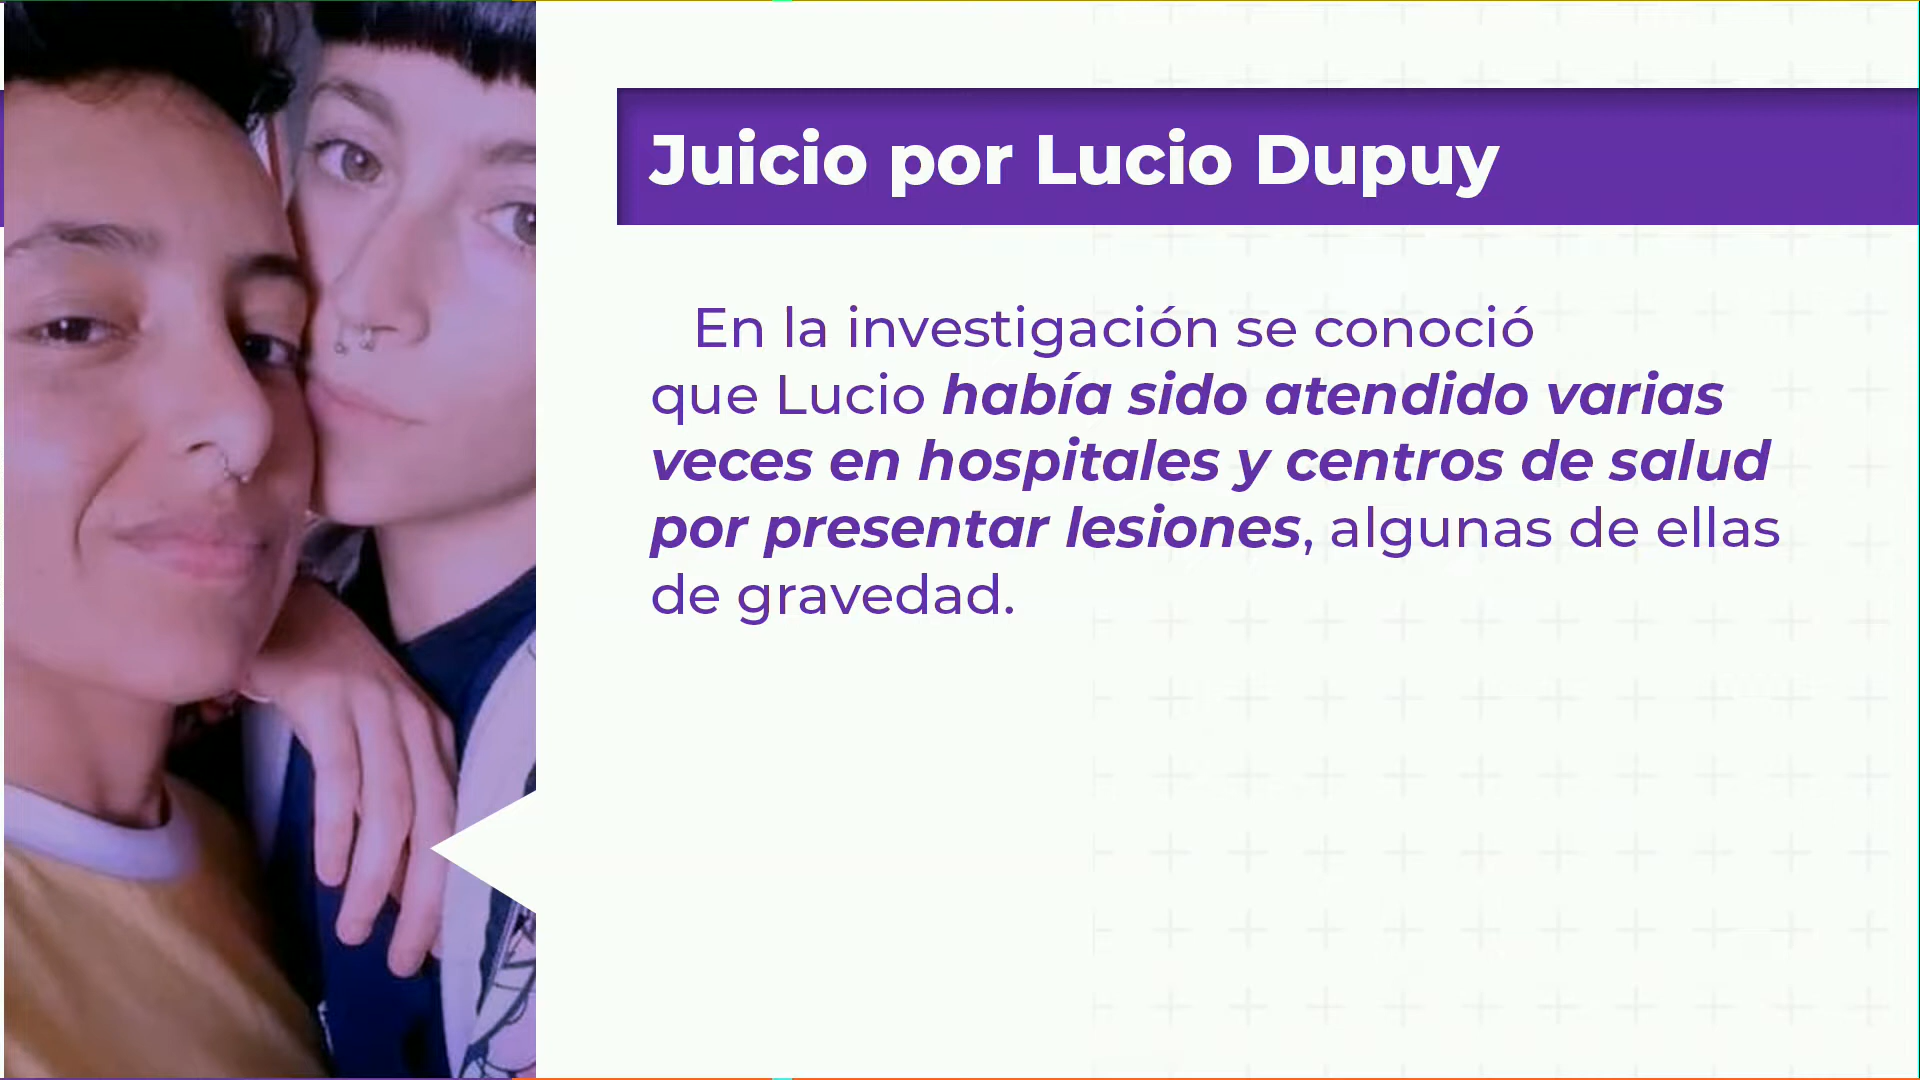 Juicio por Lucio Dupuy
En la investigación se conoció
que Lucio había sido atendido varias
veces en hospitales y centros de salud
por presentar lesiones, algunas de ellas
de gravedad.